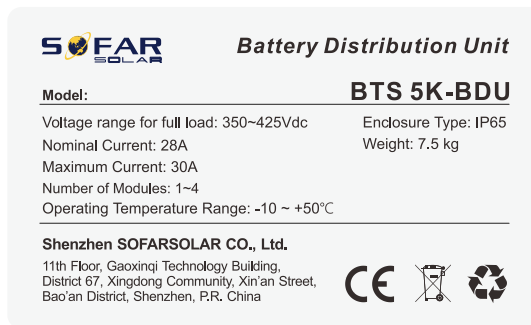 SOFAR
SOLAR
Battery Distribution Unit
Model:
BTS 5K-BDU
Voltage range for full load: 350~425Vdc
Enclosure Type: IP65
Nominal Current: 28A
Weight: 7.5 kg
Maximum Current: 30A
Number of Modules: 1~4
Operating Temperature Range: -10 ~ +50℃
Shenzhen SOFARSOLAR CO., Ltd.
11th Floor, Gaoxinqi Technology Building,
District 67, Xingdong Community, Xin'an Street,
Bao'an District, Shenzhen, P.R. China
CE